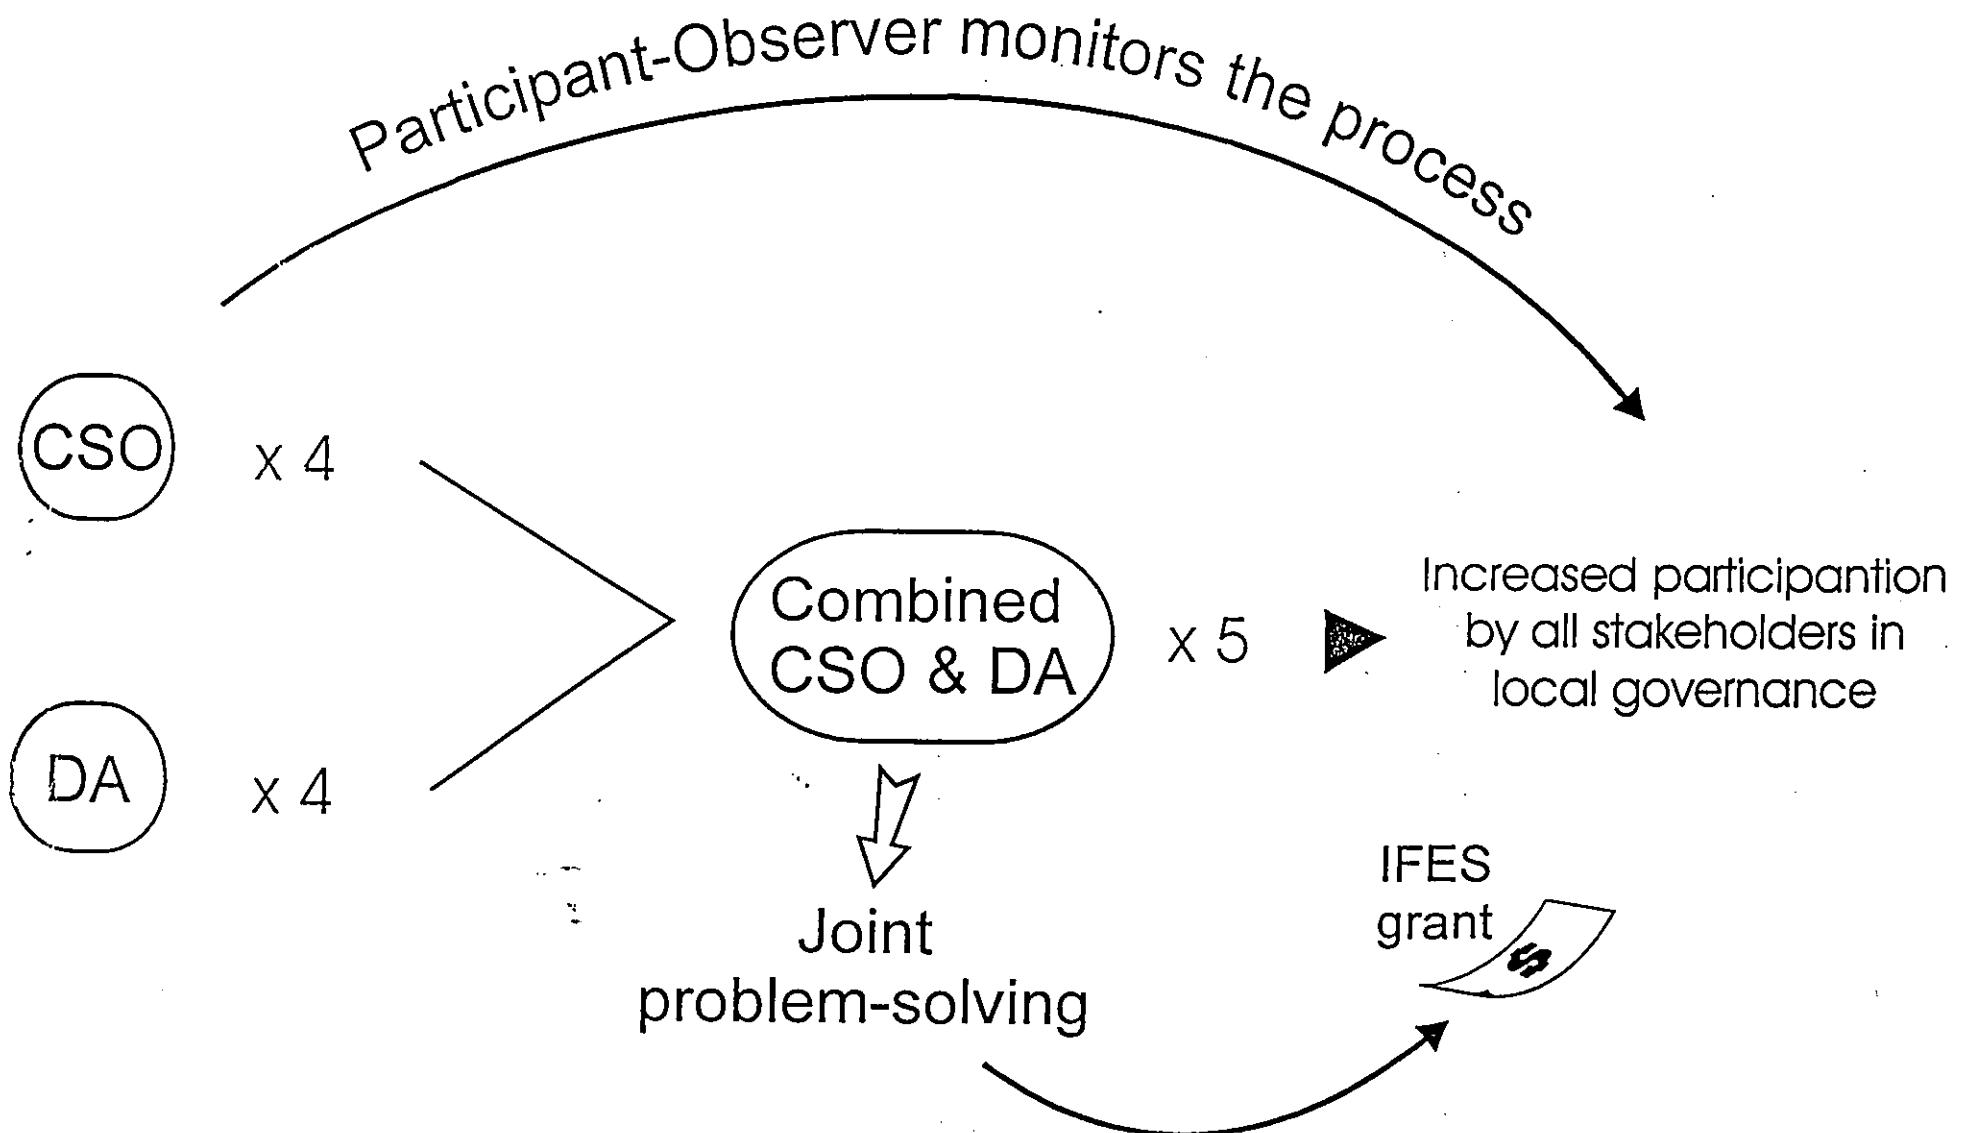 Participant-Observer monitors the process
CSO x 4
Combined
CSO & DA
x 5
Increased participantion
by all stakeholders in
local governance
DA x 4
Joint
problem-solving
IFES
grant
$